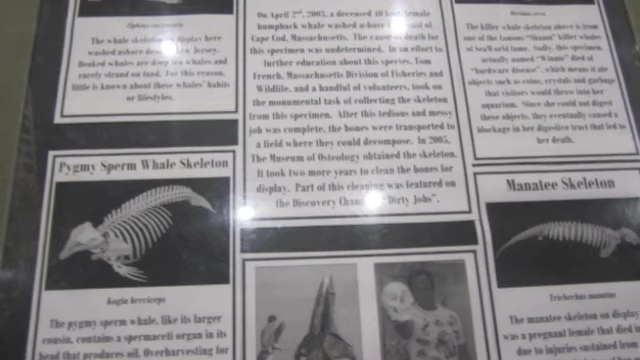 Ziphius cavirostris
The whale skeleton on display here
washed ashore down in New Jersey.
Beaked whales are deep sea whales and
rarely strand on land. For this reason,
little is known about these whales' habits
or lifestyles.
On April 2nd, 2003, a deceased 40 foot female
humpback whale washed ashore coast of
Cape Cod, Massachusetts. The cause of death for
this specimen was undetermined. In an effort to
further education about this species, Tom
French, Massachusetts Division of Fisheries and
Wildlife, and a handful of volunteers, took on
the monumental task of collecting the skeleton
from this specimen. After this tedious and messy
job was complete, the bones were transported to
a field where they could decompose. In 2005,
The Museum of Osteology obtained the skeleton.
It took two more years to clean the bones for
display. Part of this cleaning was featured on
the Discovery Channel "Dirty Jobs".
Orcinus orca
The killer whale skeleton above is from
one of the famous "Shamu" killer whales
of SeaWorld fame. Sadly, this specimen,
actually named "Winnie" died of
"hardware disease", which means it ate
objects such as coins, crystals and garbage
that visitors would throw into her
aquarium. Since she could not digest
these objects, they eventually caused a
blockage in her digestive tract that led to
her death.
Pygmy Sperm Whale Skeleton
Kogia breviceps
The pygmy sperm whale, like its larger
cousin, contains a spermaceti organ in its
head that produces oil. Overharvesting for
Manatee Skeleton
Trichechus manatus
The manatee skeleton on display
was a pregnant female that died
due to injuries sustained from